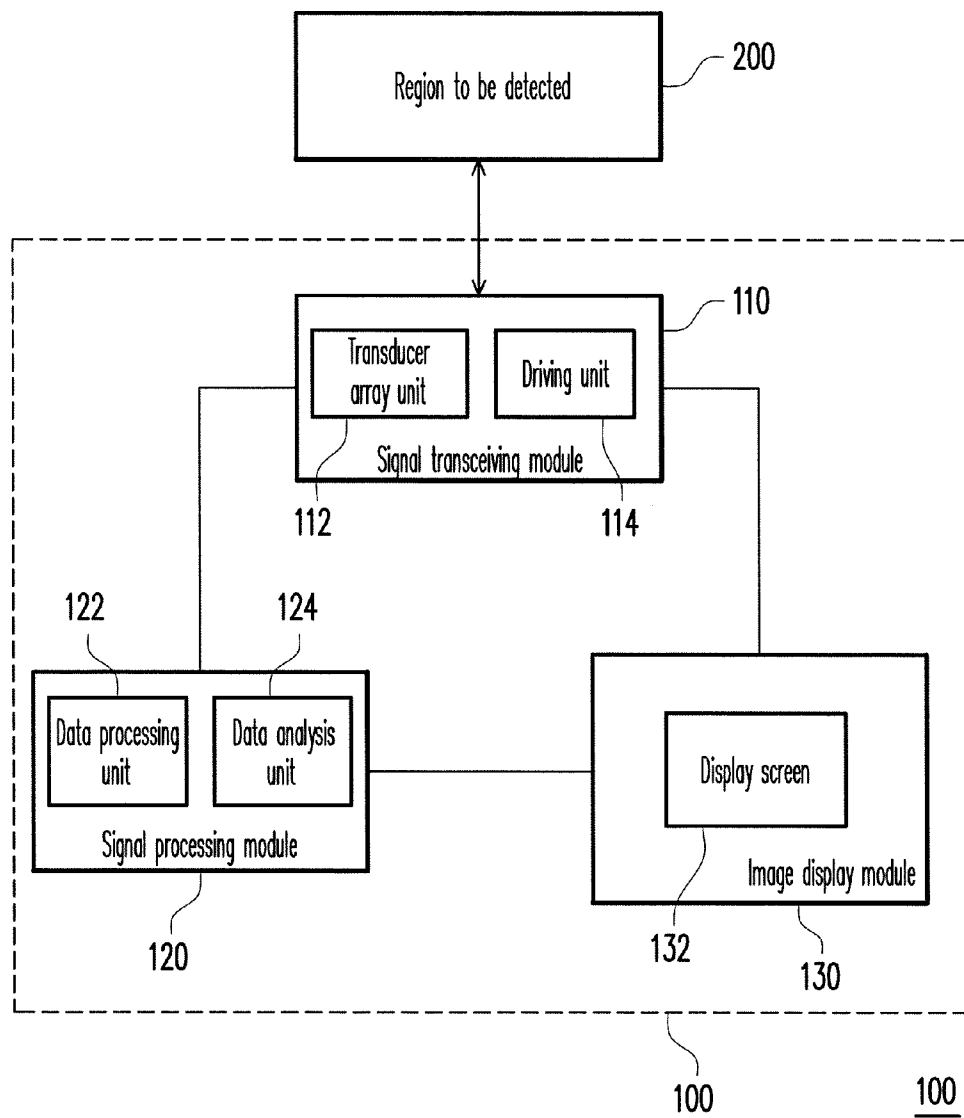 Region to be detected
200
110
Transducer
array unit
Driving unit
Signal transceiving module
112
114
122
124
Data processing
unit
Data analysis
unit
Signal processing module
120
Display screen
Image display module
132
130
100
100